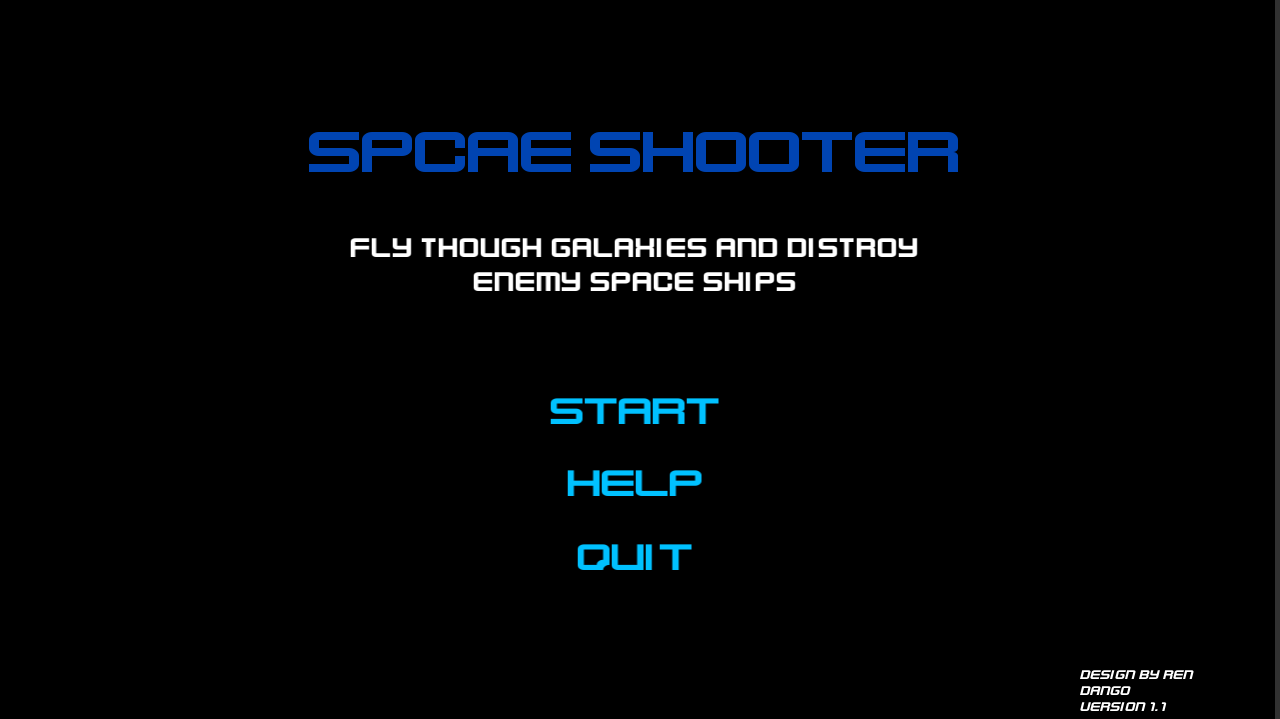 SPCAE SHOOTER
FLY THOUGH GALAXIES AND DISTROY
ENEMY SPACE SHIPS
START
HELP
QUIT
DESIGN BY REN
DANGO
VERSION 1.1